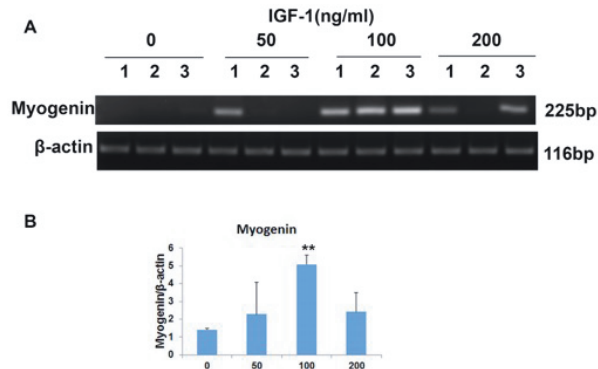 A
IGF-1(ng/ml)
0 50 100 200
1 2 3 1 2 3 1 2 3 1 2 3
Myogenin 225bp
β-actin 116bp
B
Myogenin
**
Myogenin/β-actin
6
5
4
3
2
1
0
0 50 100 200